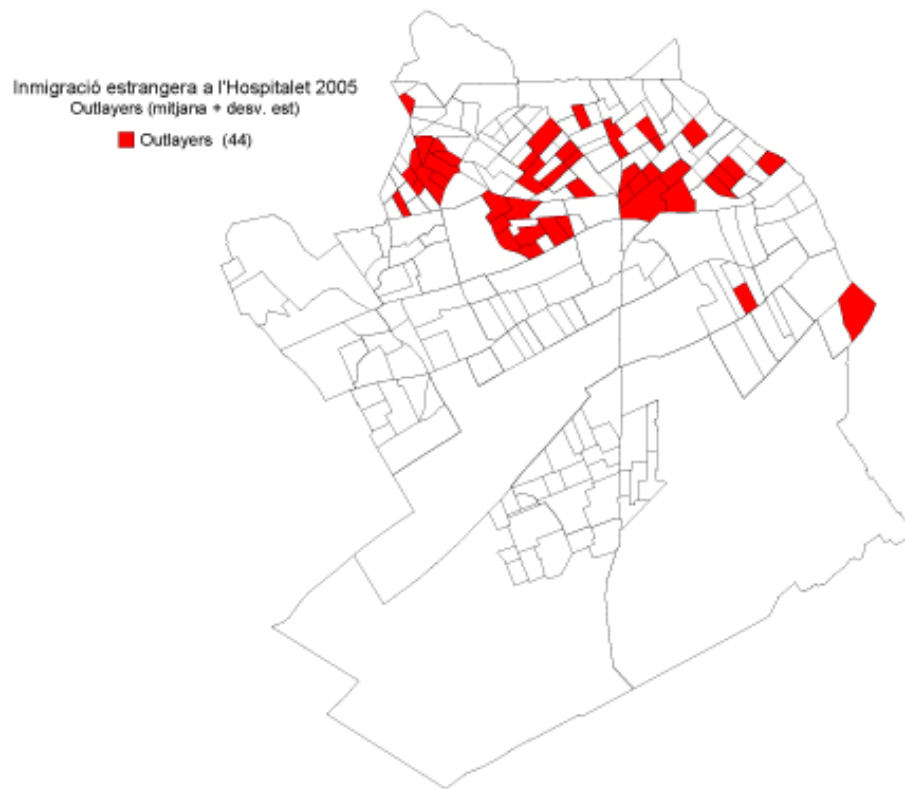 Inmigració estrangera a l'Hospitalet 2005
Outlayers (mitjana + desv. est)
Outlayers (44)